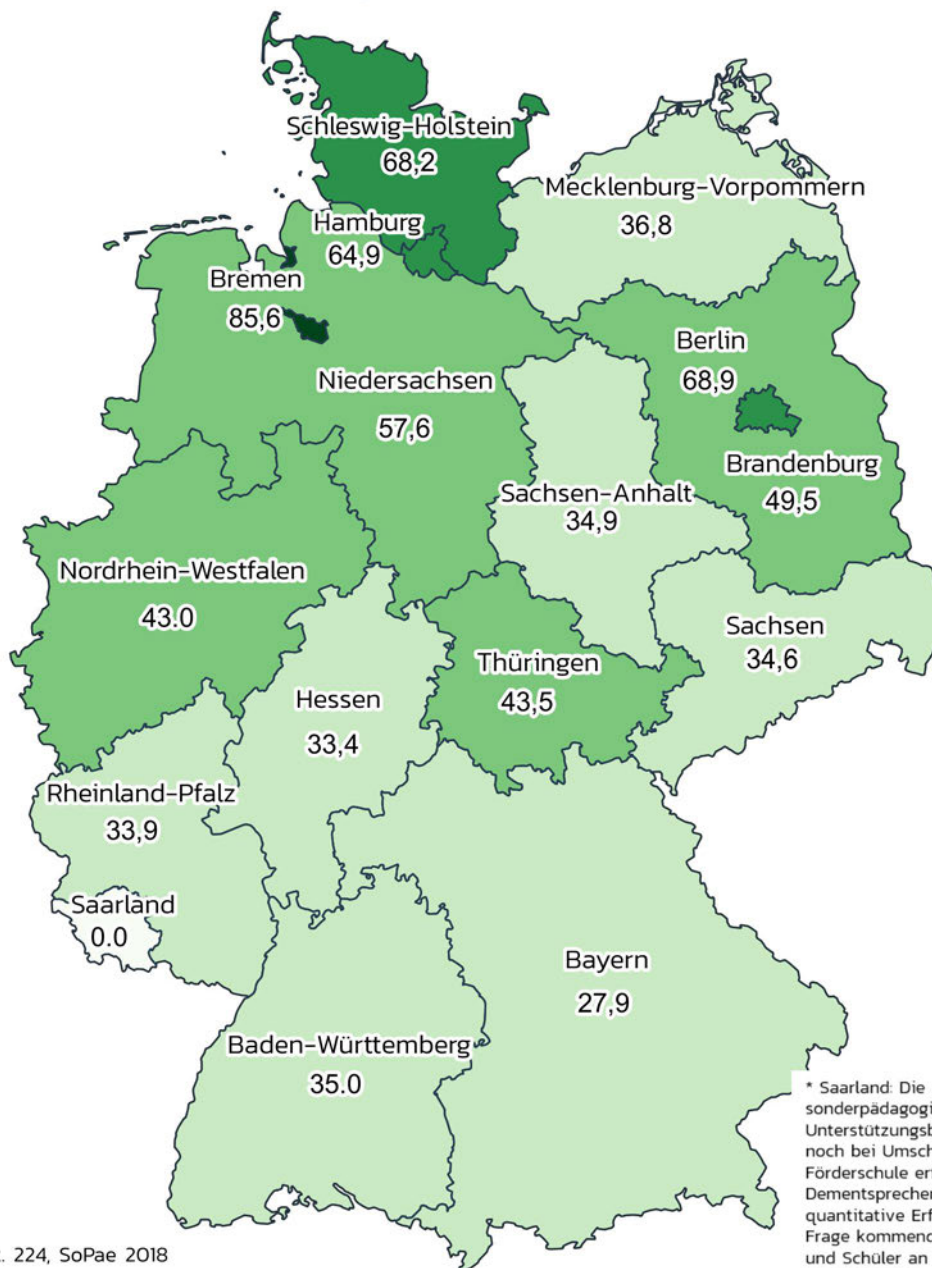 Schleswig-Holstein
68,2
Mecklenburg-Vorpommern
36,8
Hamburg
64,9
Bremen
85,6
Berlin
68,9
Niedersachsen
57,6
Brandenburg
49,5
Sachsen-Anhalt
34,9
Nordrhein-Westfalen
43.0
Sachsen
34,6
Thüringen
43,5
Hessen
33,4
Rheinland-Pfalz
33,9
Saarland
0.0
Bayern
27,9
Baden-Württemberg
35.0
* Saarland: Die
sonderpädagogi
Unterstützungsb
noch bei Umsch
Förderschule er
Dementsprechen
quantitative Erf
Frage kommend
und Schüler an
. 224, SoPae 2018